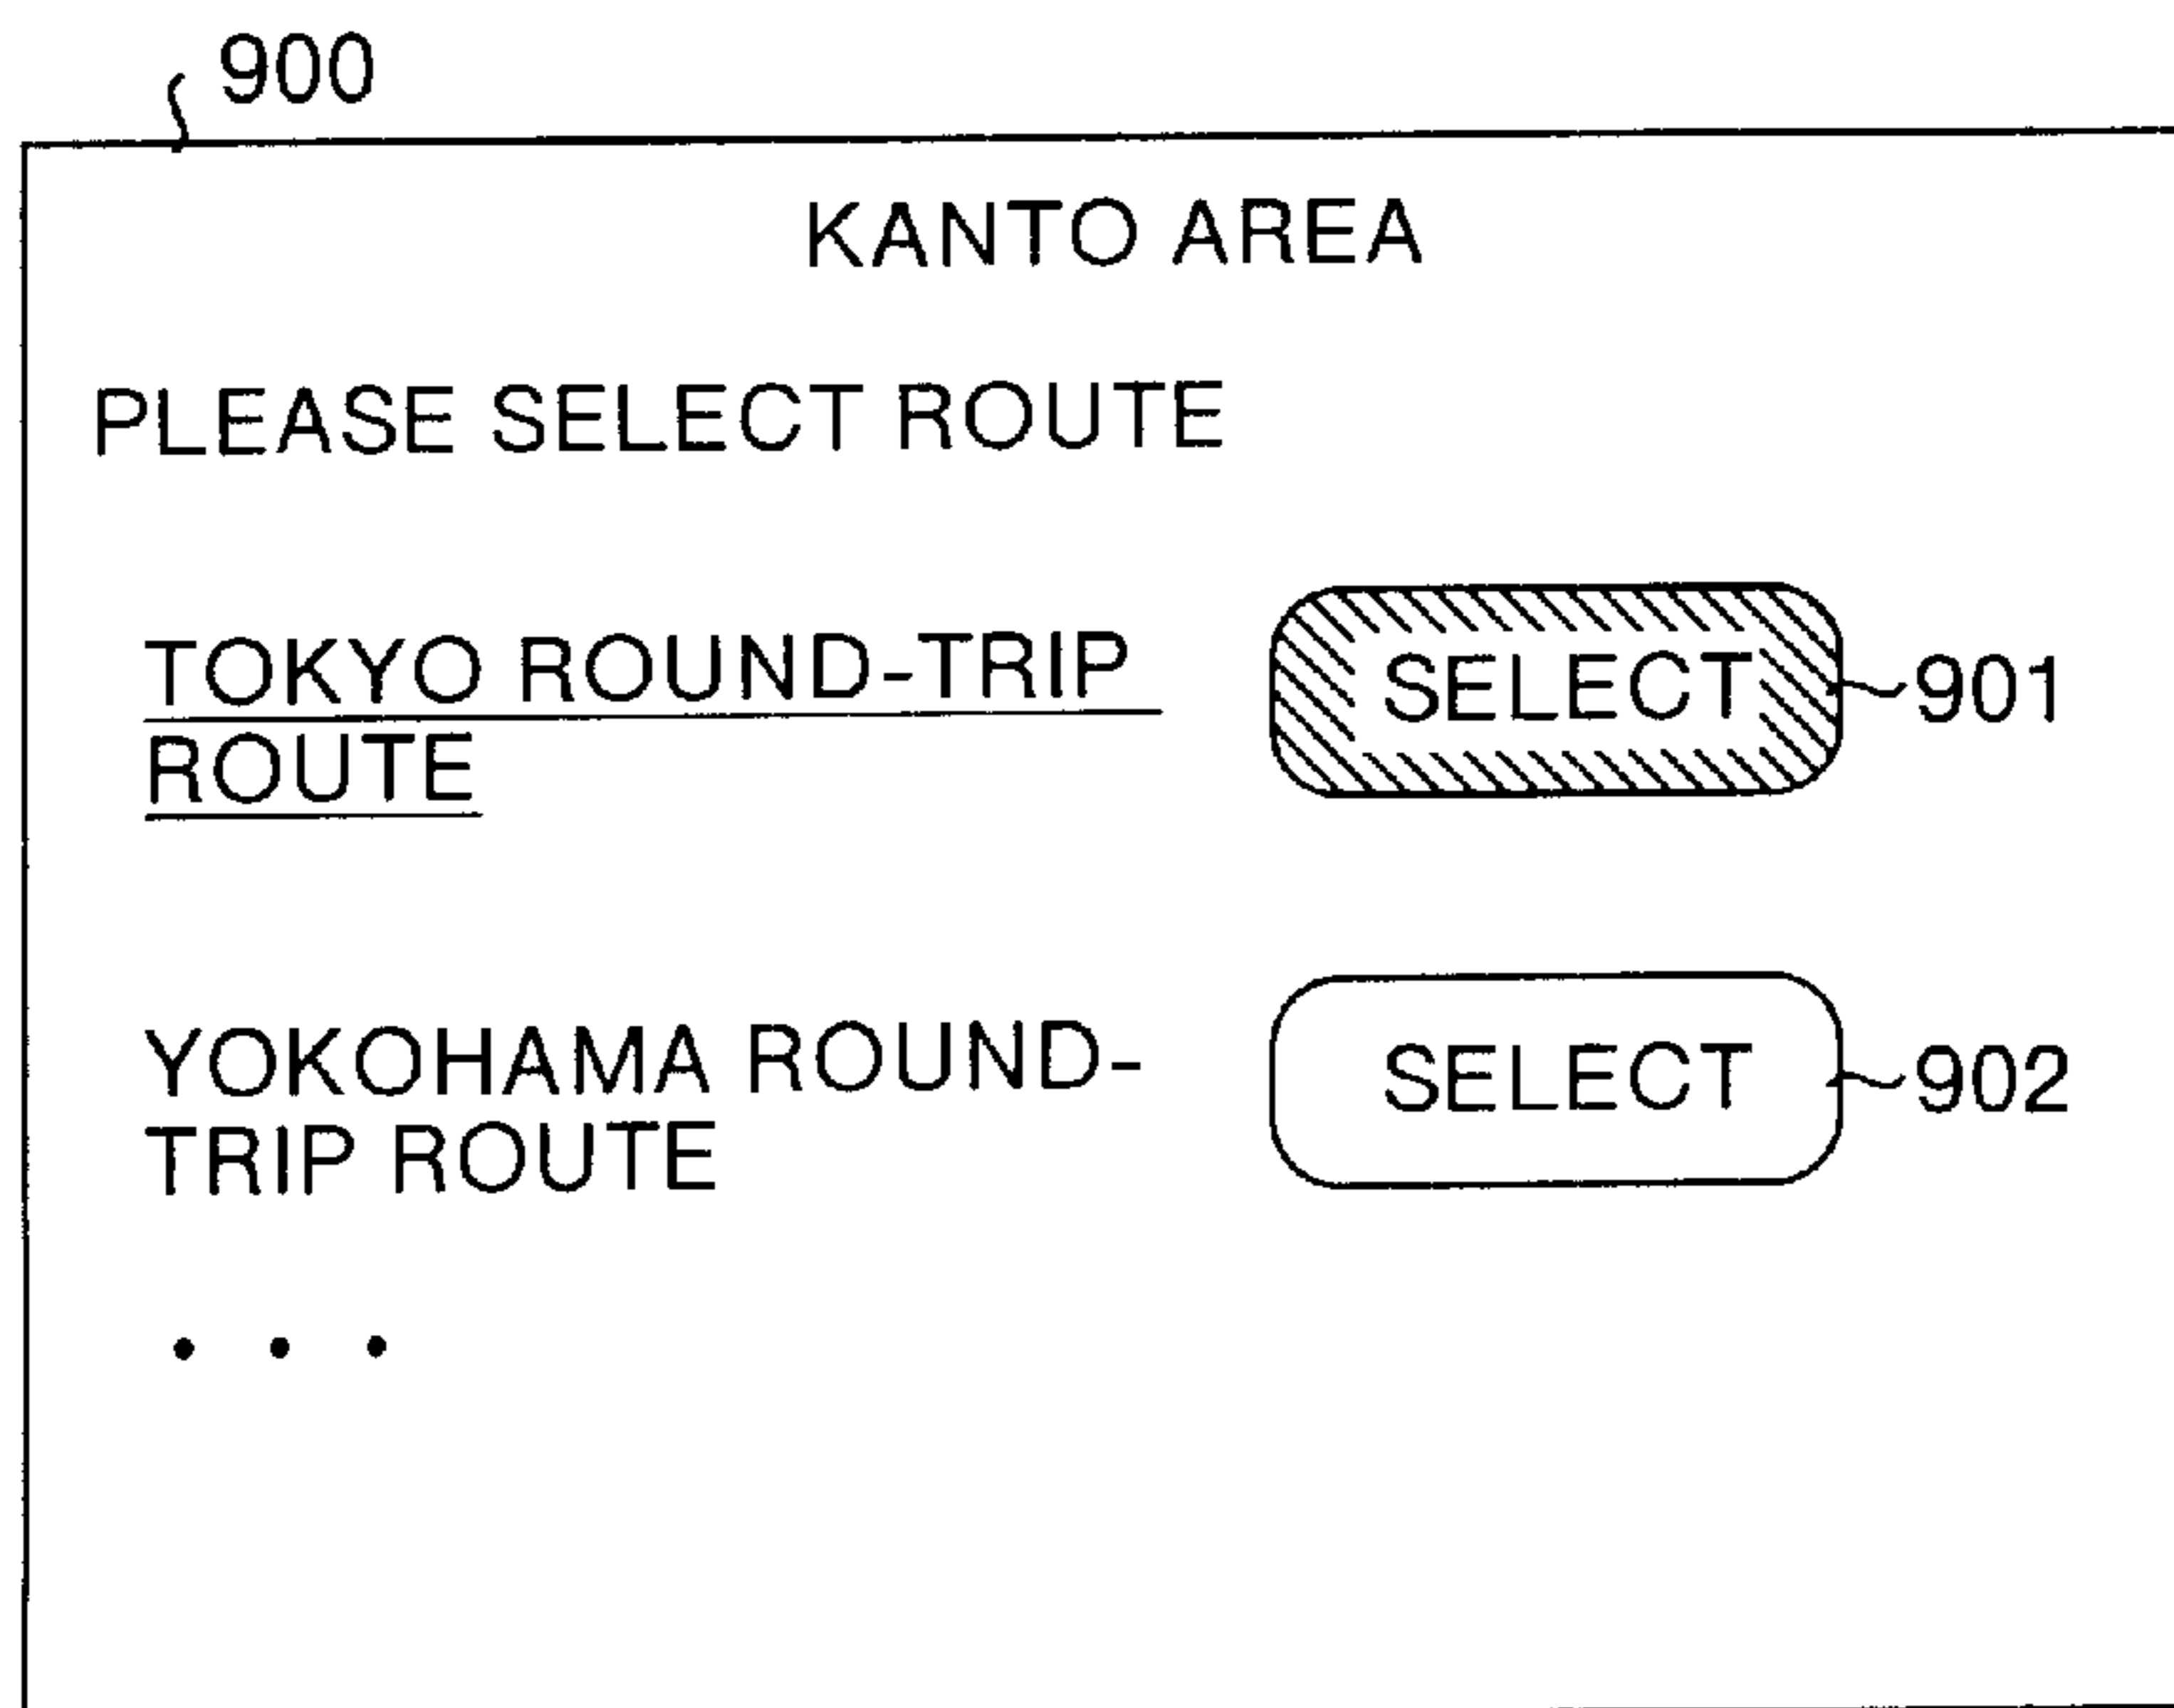 900
KANTO AREA
PLEASE SELECT ROUTE
TOKYO ROUND-TRIP
ROUTE
SELECT
901
YOKOHAMA ROUND-
TRIP ROUTE
SELECT
902
• • •